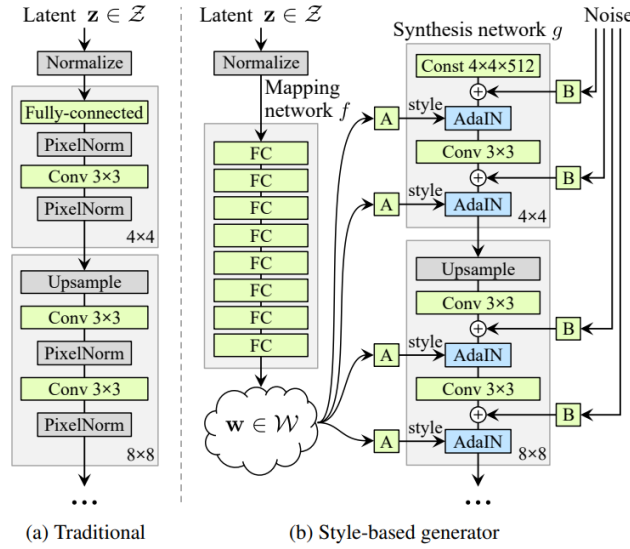 Latent z ∈ 𝒵
Normalize
Fully-connected
PixelNorm
Conv 3×3
PixelNorm
4×4
Upsample
Conv 3×3
PixelNorm
Conv 3×3
PixelNorm
8×8
...
(a) Traditional
Latent z ∈ 𝒵
Normalize
Mapping
network f
FC
FC
FC
FC
FC
FC
FC
FC
w ∈ 𝒲
Noise
Synthesis network g
Const 4×4×512
B
A
style
AdaIN
Conv 3×3
B
A
style
AdaIN
4×4
Upsample
Conv 3×3
B
A
style
AdaIN
Conv 3×3
B
A
style
AdaIN
8×8
...
(b) Style-based generator